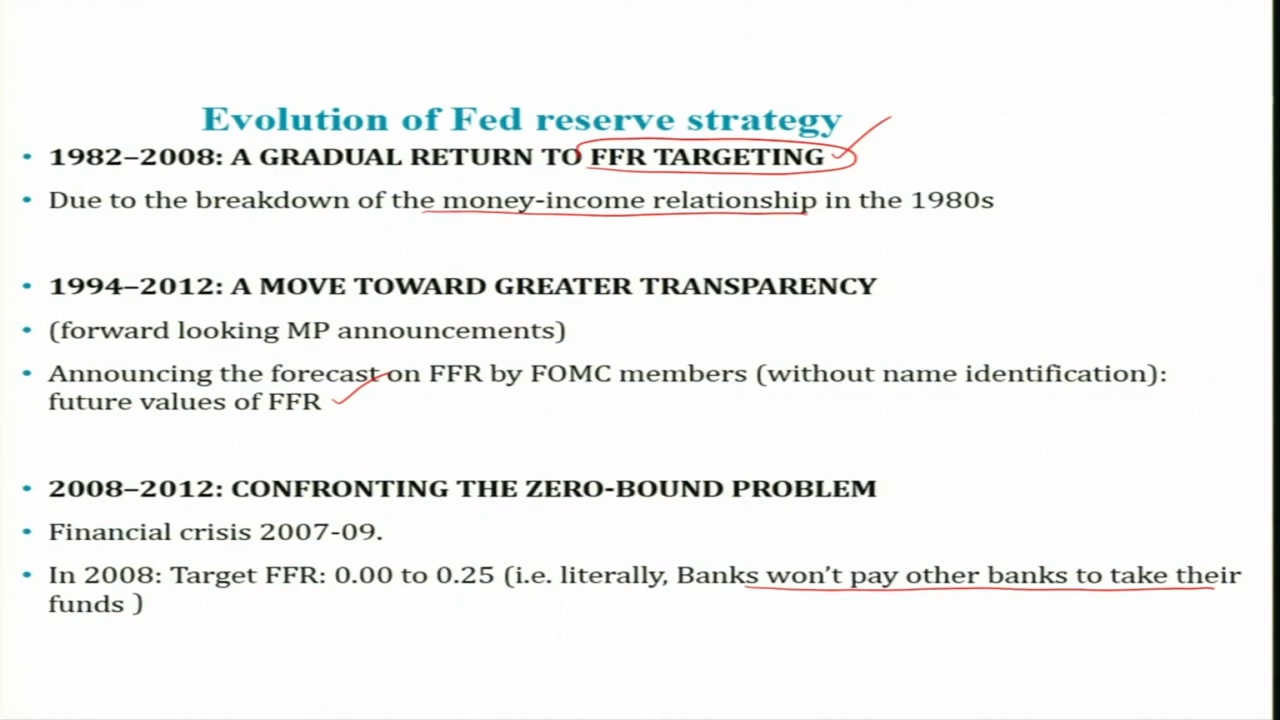 Evolution of Fed reserve strategy
• 1982–2008: A GRADUAL RETURN TO FFR TARGETING
• Due to the breakdown of the money-income relationship in the 1980s
• 1994–2012: A MOVE TOWARD GREATER TRANSPARENCY
• (forward looking MP announcements)
• Announcing the forecast on FFR by FOMC members (without name identification):
future values of FFR
• 2008–2012: CONFRONTING THE ZERO-BOUND PROBLEM
• Financial crisis 2007-09.
• In 2008: Target FFR: 0.00 to 0.25 (i.e. literally, Banks won’t pay other banks to take their
funds )